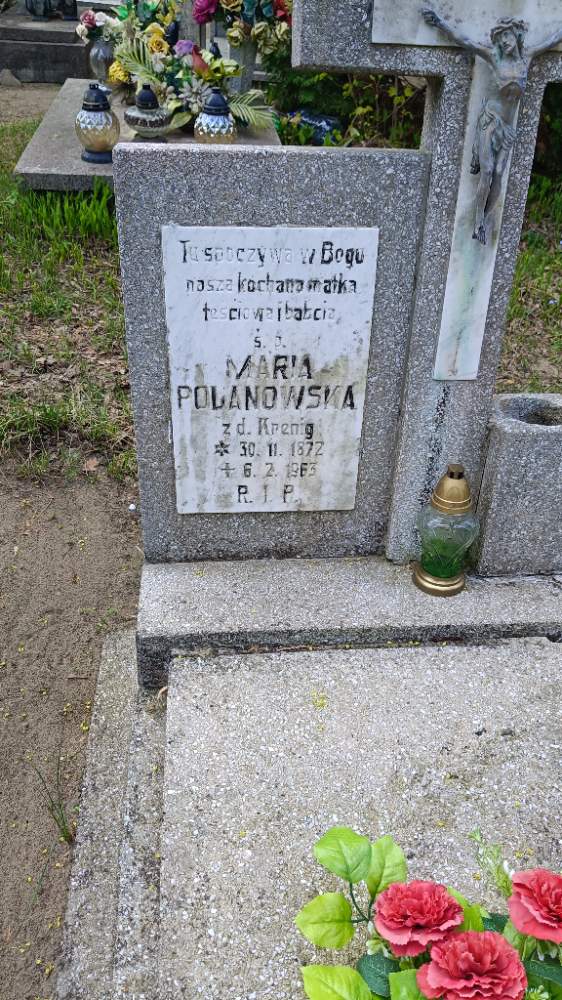 Tu spoczywa w Bogu
nasza kochana matka
teściowa i babcia
ś. p.
MARIA
POLANOWSKA
z d. Krenig
* 30. 11. 1872
+ 6. 2. 1963
R. I. P.